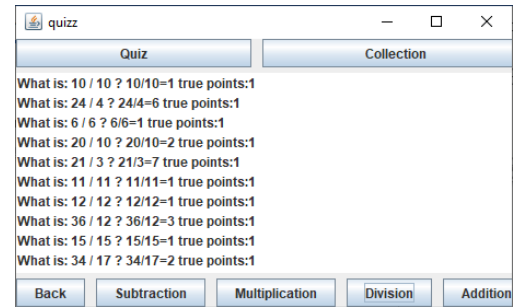 quizz
Quiz Collection
What is: 10 / 10 ? 10/10=1 true points:1
What is: 24 / 4 ? 24/4=6 true points:1
What is: 6 / 6 ? 6/6=1 true points:1
What is: 20 / 10 ? 20/10=2 true points:1
What is: 21 / 3 ? 21/3=7 true points:1
What is: 11 / 11 ? 11/11=1 true points:1
What is: 12 / 12 ? 12/12=1 true points:1
What is: 36 / 12 ? 36/12=3 true points:1
What is: 15 / 15 ? 15/15=1 true points:1
What is: 34 / 17 ? 34/17=2 true points:1
Back Subtraction Multiplication Division Addition